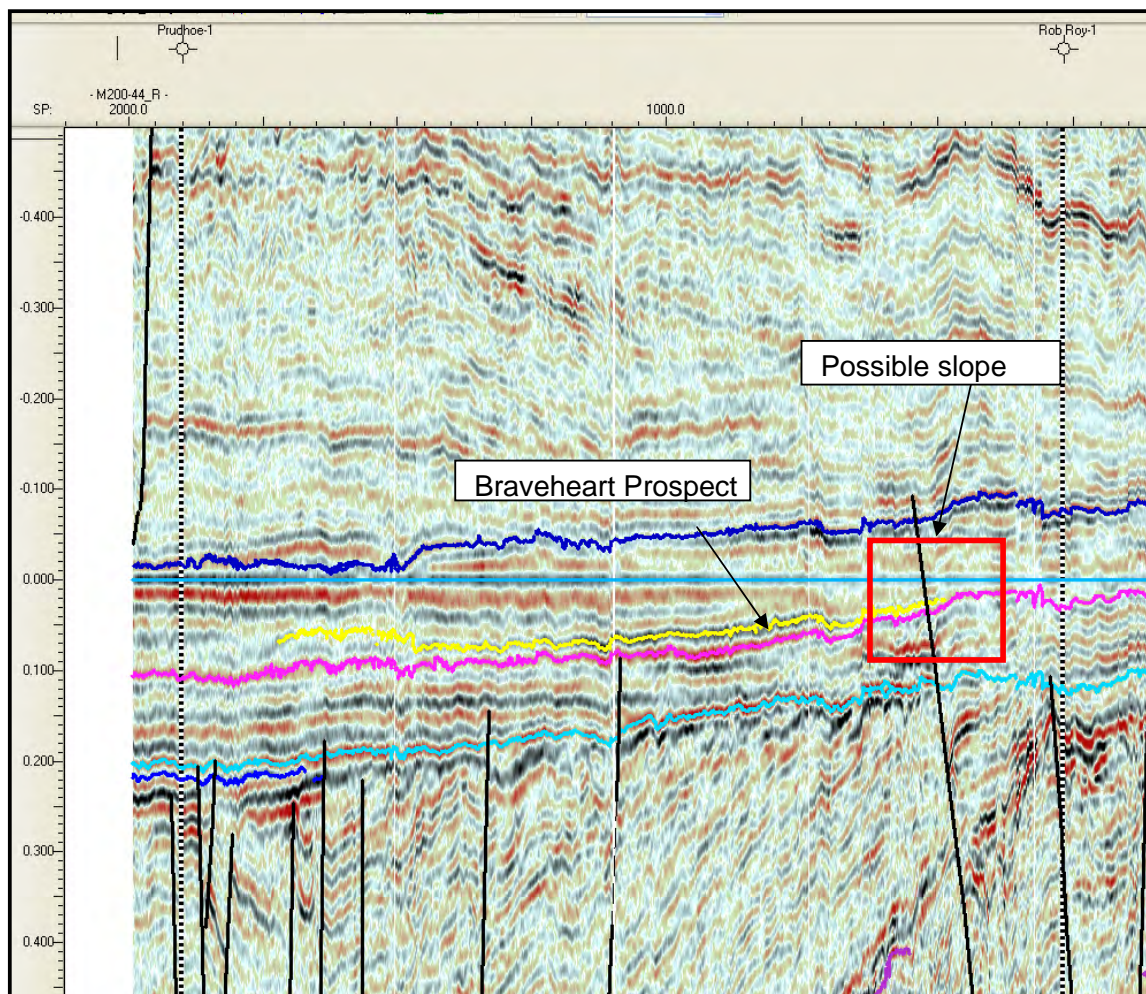 Prudhoe-1 Rob Roy-1
- M200-44_R -
SP: 2000.0 1000.0
-0.400
-0.300
Possible slope
-0.200
-0.100
Braveheart Prospect
0.000
0.100
0.200
0.300
0.400